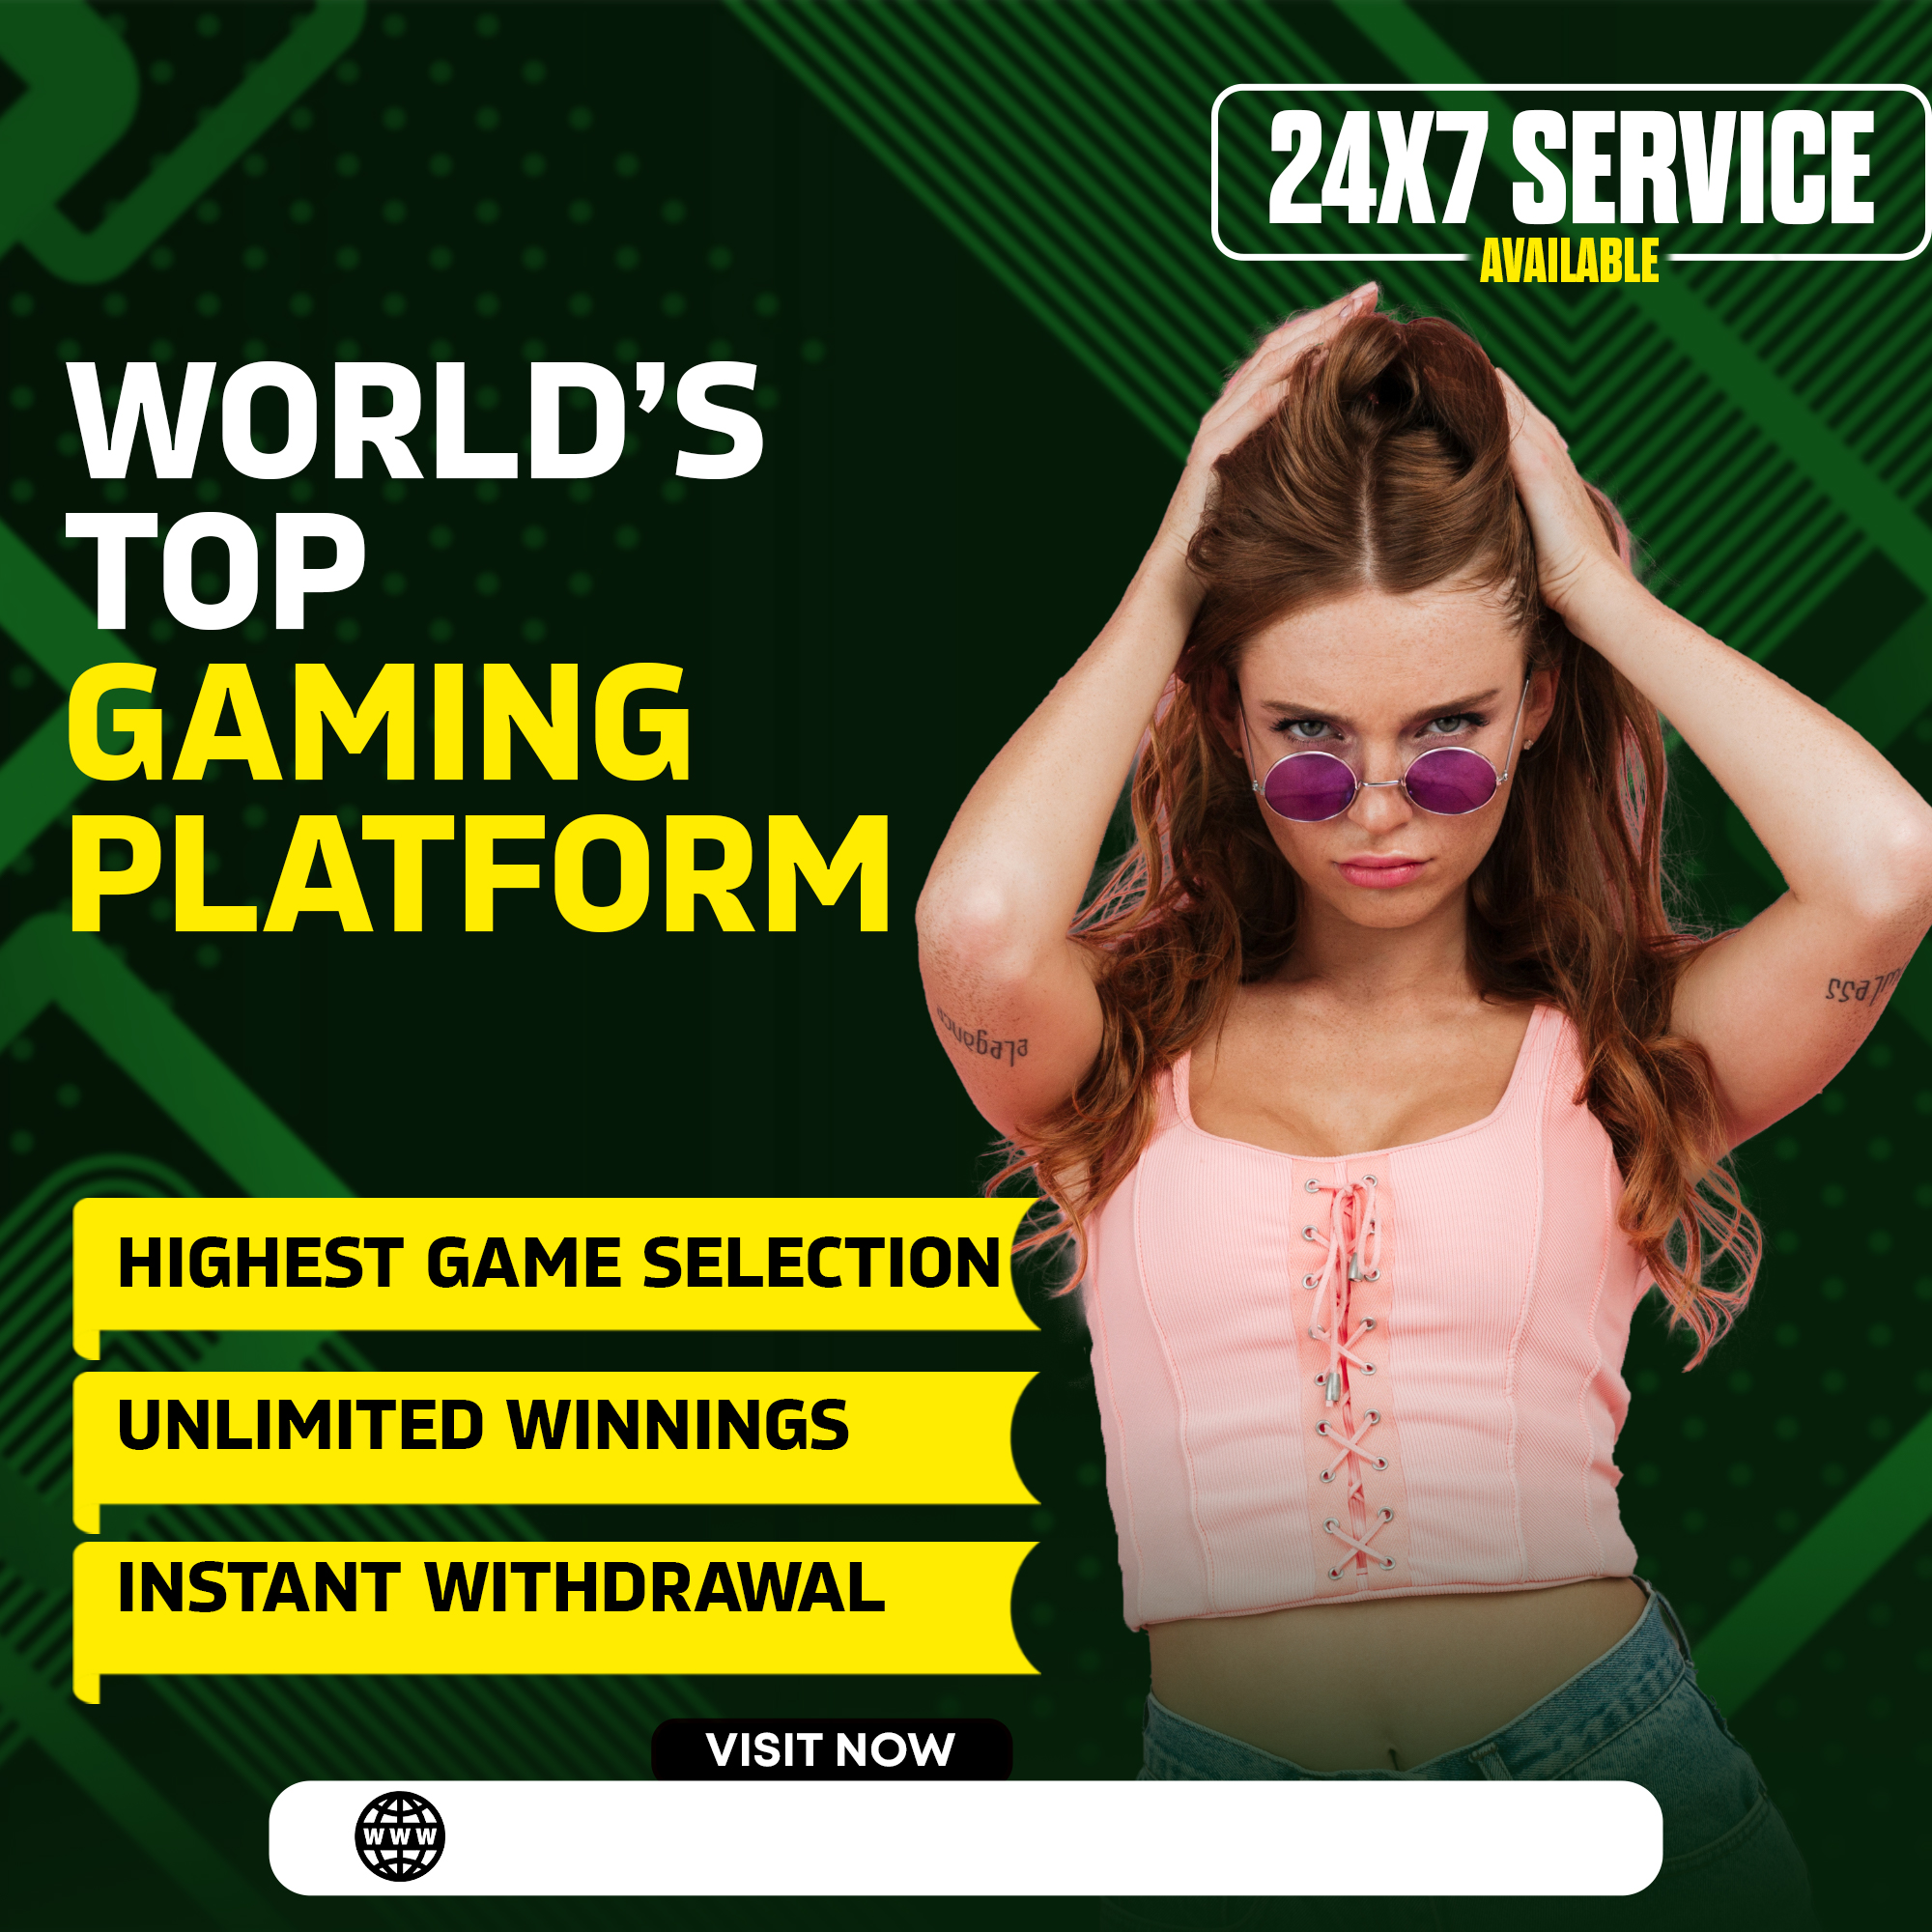 24X7 SERVICE
AVAILABLE
WORLD'S
TOP
GAMING
PLATFORM
HIGHEST GAME SELECTION
UNLIMITED WINNINGS
INSTANT WITHDRAWAL
VISIT NOW
WWW